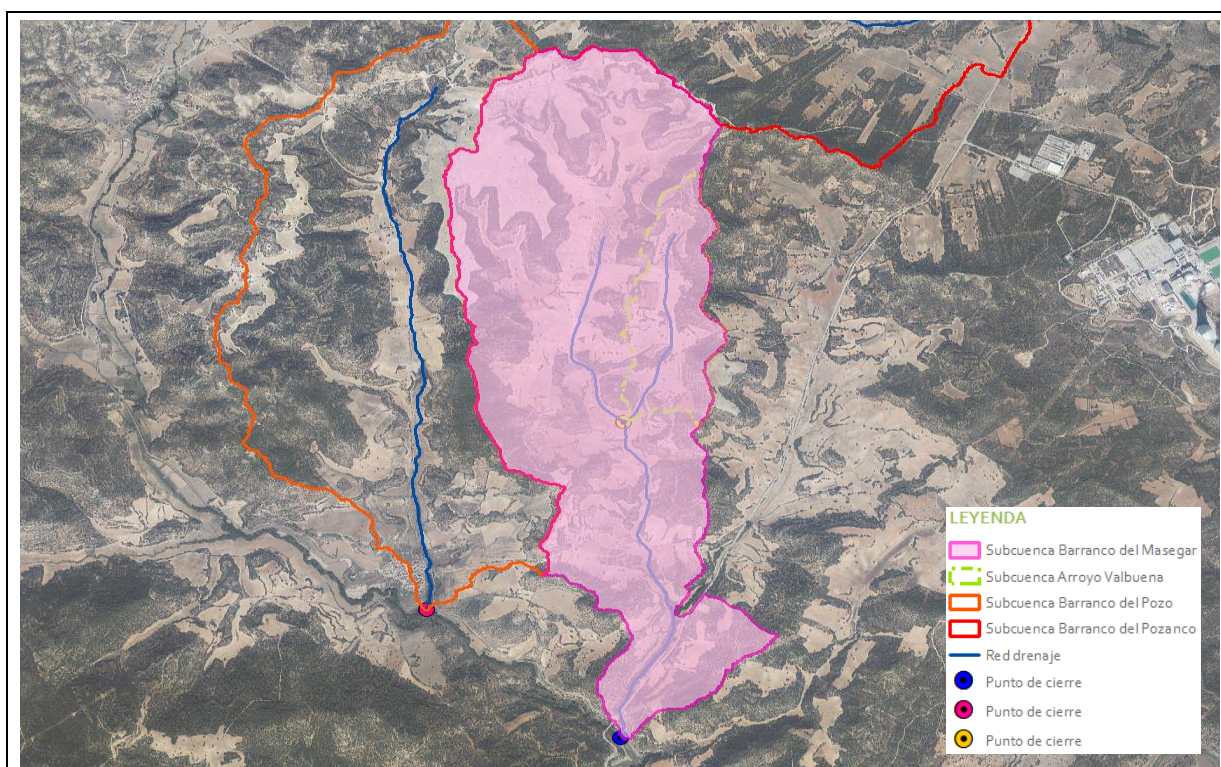 LEYENDA
Subcuenca Barranco del Masegar
Subcuenca Arroyo Valbuena
Subcuenca Barranco del Pozo
Subcuenca Barranco del Pozanco
Red drenaje
Punto de cierre
Punto de cierre
Punto de cierre